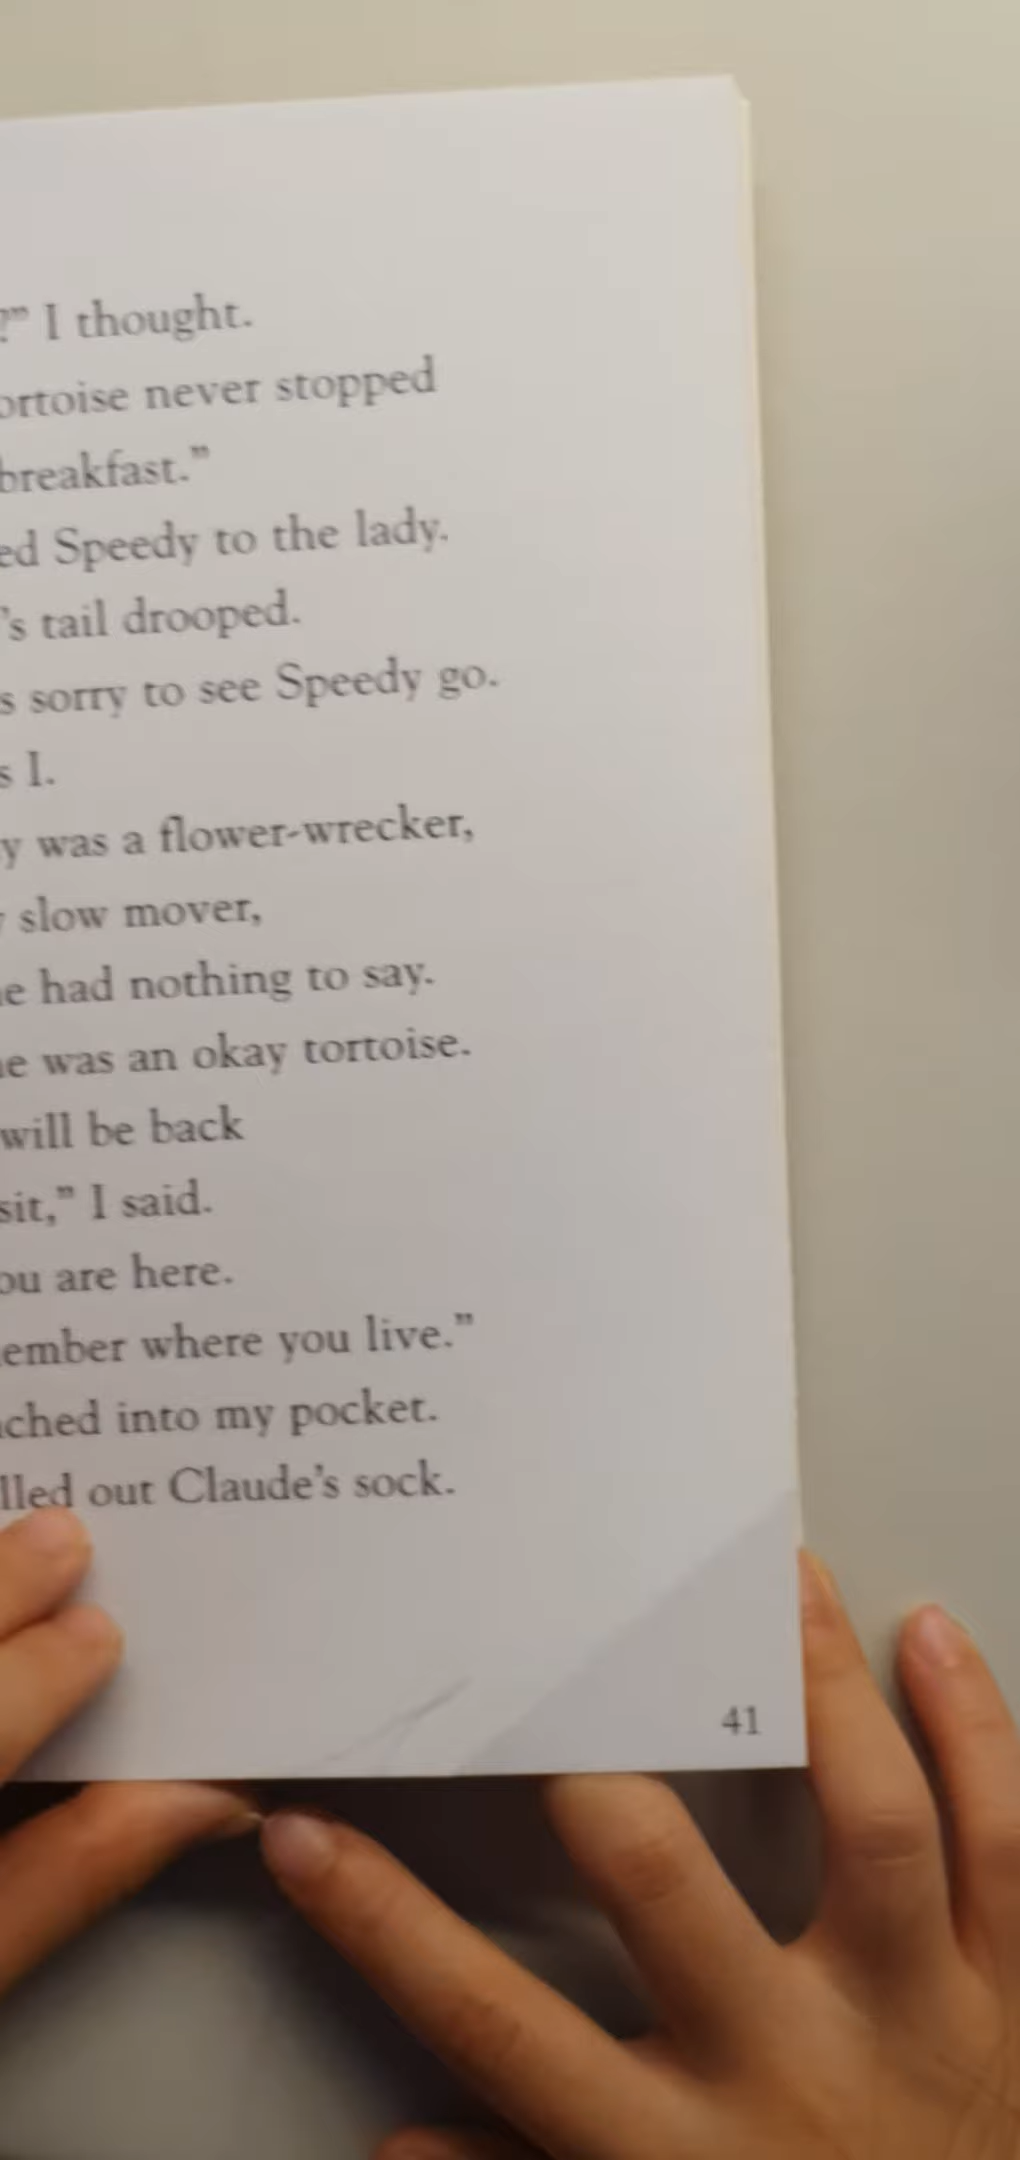 ?” I thought.
ortoise never stopped
breakfast.”
ed Speedy to the lady.
’s tail drooped.
s sorry to see Speedy go.
s I.
y was a flower-wrecker,
slow mover,
e had nothing to say.
e was an okay tortoise.
will be back
sit,” I said.
ou are here.
ember where you live.”
ched into my pocket.
lled out Claude’s sock.
41